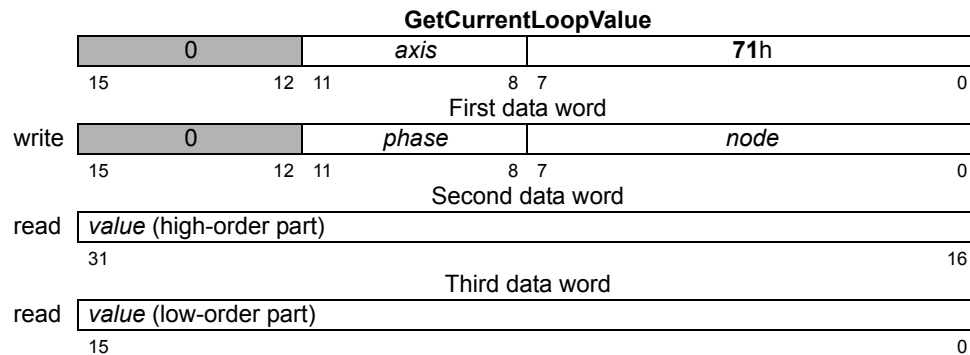 GetCurrentLoopValue
0 axis 71h
15 12 11 8 7 0
First data word
write 0 phase node
15 12 11 8 7 0
Second data word
read value (high-order part)
31 16
Third data word
read value (low-order part)
15 0